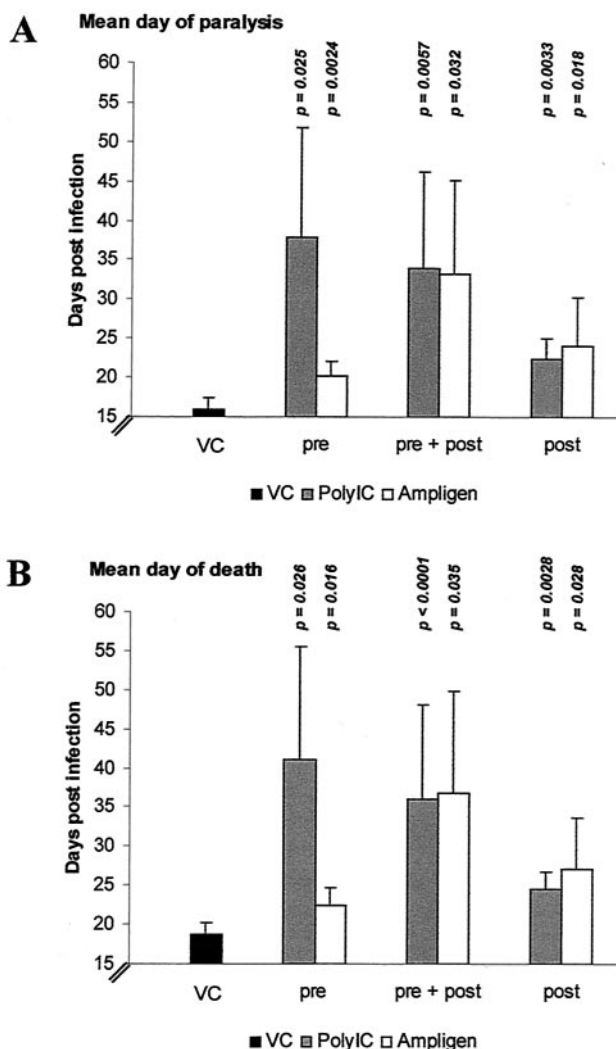 A
Mean day of paralysis
p = 0.025
p = 0.0024
p = 0.0057
p = 0.032
p = 0.0033
p = 0.018
Days post Infection
60
55
50
45
40
35
30
25
20
15
VC
pre
pre + post
post
VC PolyIC Ampligen
B
Mean day of death
p = 0.026
p = 0.016
p < 0.0001
p = 0.035
p = 0.0028
p = 0.028
Days post Infection
60
55
50
45
40
35
30
25
20
15
VC
pre
pre + post
post
VC PolyIC Ampligen